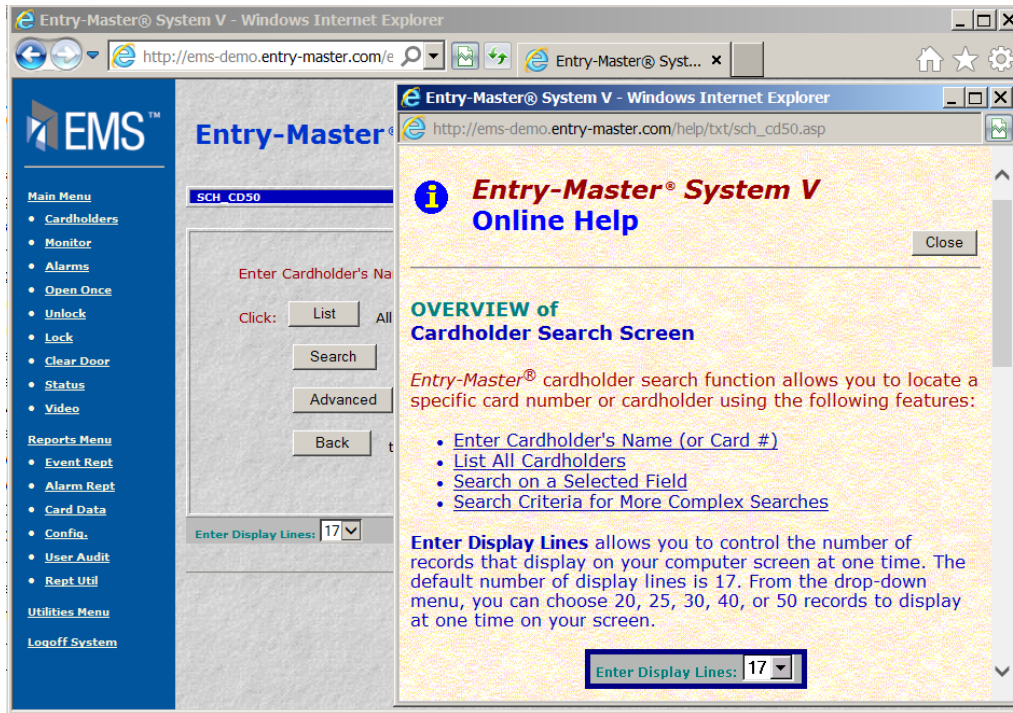 Entry-Master® System V - Windows Internet Explorer
http://ems-demo.entry-master.com/e
Entry-Master® Syst...
EMS™
Main Menu
Cardholders
Monitor
Alarms
Open Once
Unlock
Lock
Clear Door
Status
Video
Reports Menu
Event Rept
Alarm Rept
Card Data
Config.
User Audit
Rept Util
Utilities Menu
Logoff System
Entry-Master®
SCH_CD50
Enter Cardholder's Na
Click: List All
Search
Advanced
Back t
Enter Display Lines: 17
Entry-Master® System V - Windows Internet Explorer
http://ems-demo.entry-master.com/help/txt/sch_cd50.asp
i
Entry-Master® System V
Online Help
Close
OVERVIEW of
Cardholder Search Screen
Entry-Master® cardholder search function allows you to locate a
specific card number or cardholder using the following features:
• Enter Cardholder's Name (or Card #)
• List All Cardholders
• Search on a Selected Field
• Search Criteria for More Complex Searches
Enter Display Lines allows you to control the number of
records that display on your computer screen at one time. The
default number of display lines is 17. From the drop-down
menu, you can choose 20, 25, 30, 40, or 50 records to display
at one time on your screen.
Enter Display Lines: 17